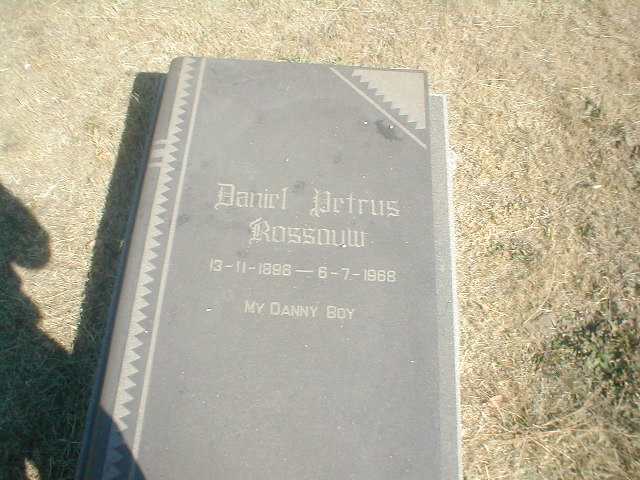 Daniel Petrus
Rossouw
13-11-1898 — 6-7-1968
MY DANNY BOY